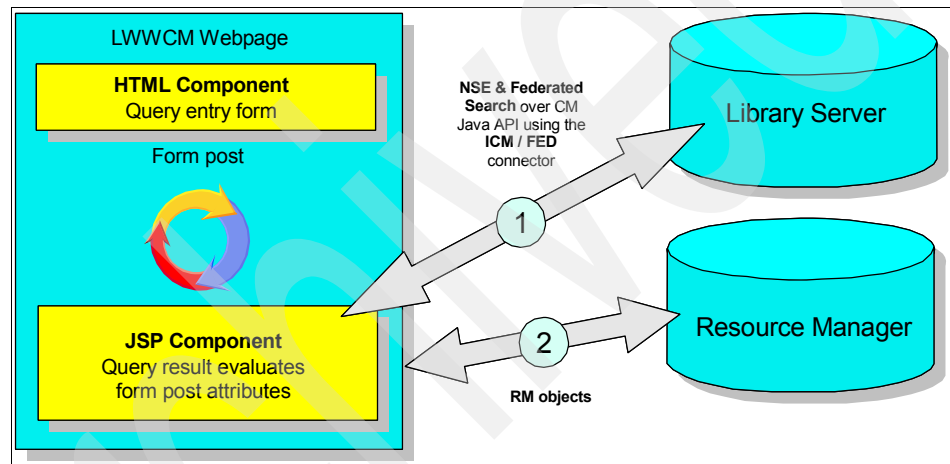 LWWCM Webpage
HTML Component
Query entry form
Form post
JSP Component
Query result evaluates
form post attributes
NSE & Federated
Search over CM
Java API using the
ICM / FED
connector
1
2
RM objects
Library Server
Resource Manager